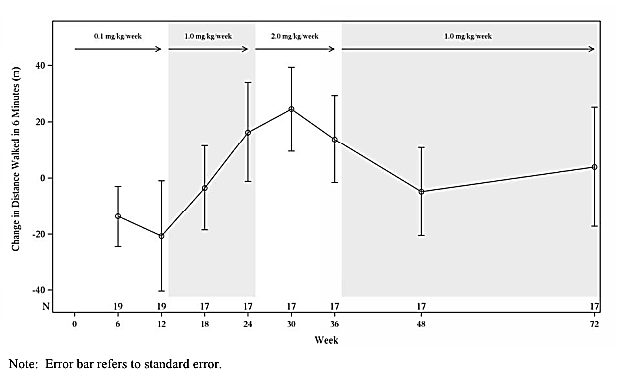 0.1 mg/kg/week 1.0 mg/kg/week 2.0 mg/kg/week 1.0 mg/kg/week
Change in Distance Walked in 6 Minutes (m)
40
20
0
-20
-40
N 19 19 17 17 17 17 17 17
0 6 12 18 24 30 36 48 72
Week
Note: Error bar refers to standard error.